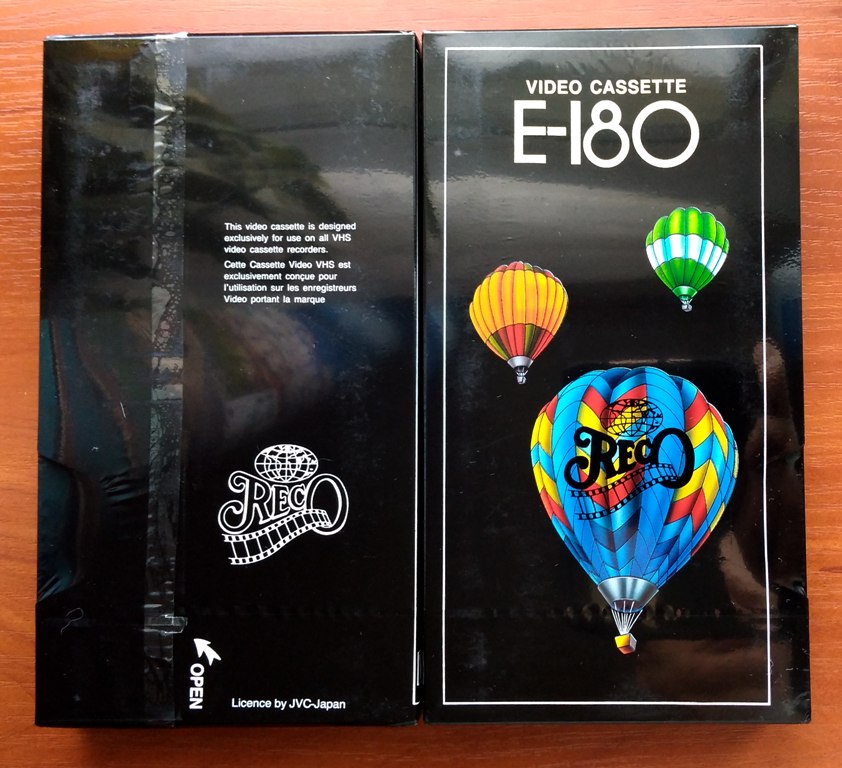 This video cassette is designed
exclusively for use on all VHS
video cassette recorders.
Cette Cassette Video VHS est
exclusivement conçue pour
l'utilisation sur les enregistreurs
Video portant la marque
RECO
OPEN
Licence by JVC-Japan
VIDEO CASSETTE
E-180
RECO